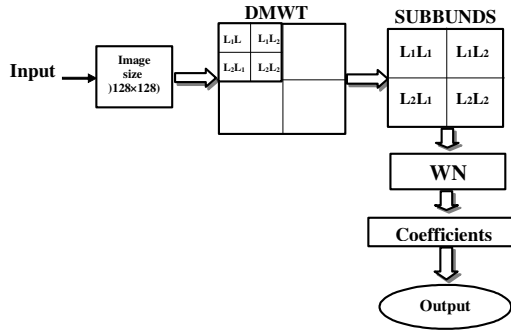 DMWT
SUBBUNDS
Input
Image
size
)128×128)
L₁L
L₁L₂
L₂L₁
L₂L₂
L₁L₁
L₁L₂
L₂L₁
L₂L₂
WN
Coefficients
Output